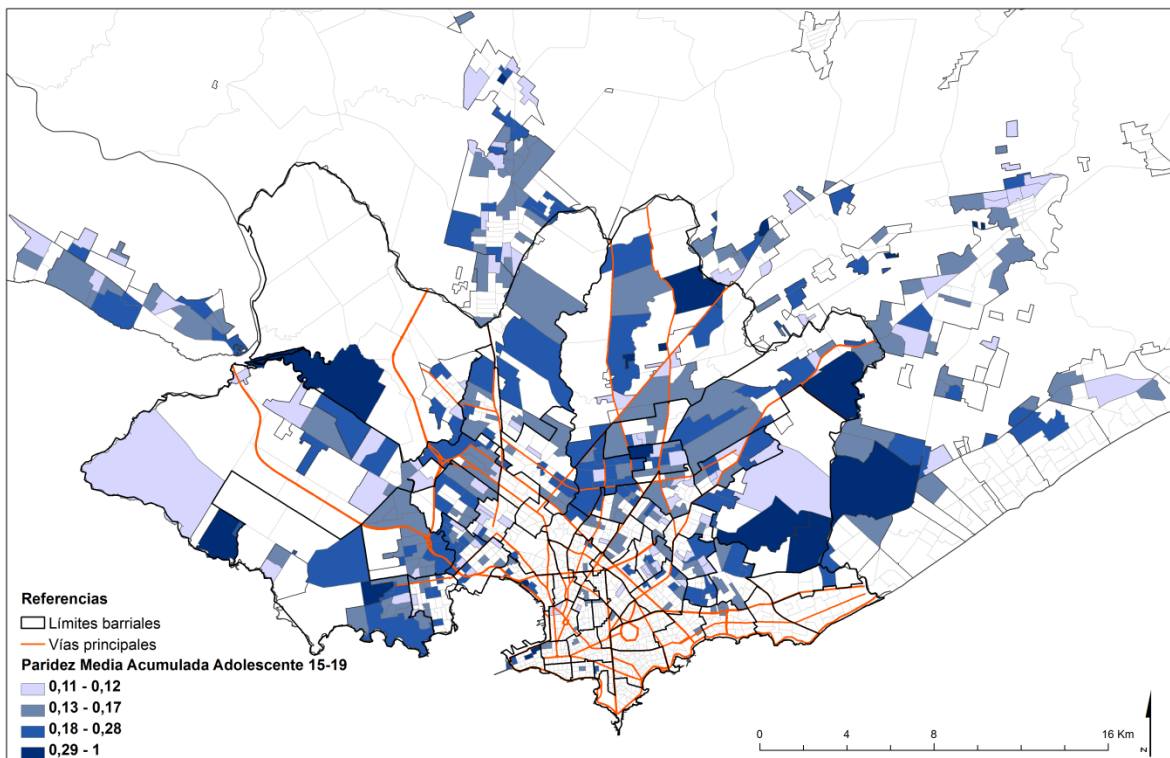 Referencias
Límites barriales
Vías principales
Paridez Media Acumulada Adolescente 15-19
0,11 - 0,12
0,13 - 0,17
0,18 - 0,28
0,29 - 1
0 4 8 16 Km
N